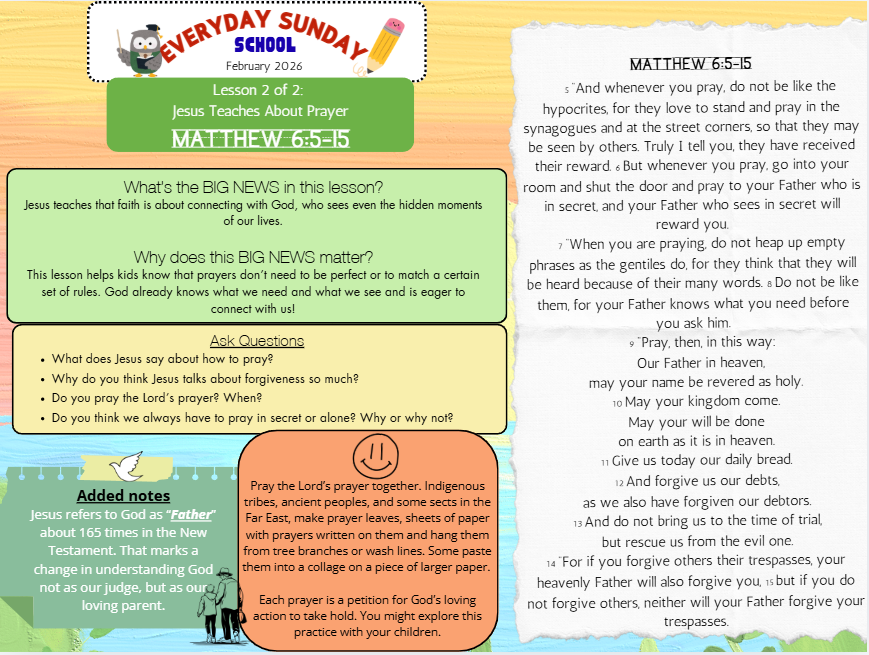 EVERYDAY SUNDAY
SCHOOL
February 2026
Lesson 2 of 2:
Jesus Teaches About Prayer
MATTHEW 6:5-15
What's the BIG NEWS in this lesson?
Jesus teaches that faith is about connecting with God, who sees even the hidden moments
of our lives.
Why does this BIG NEWS matter?
This lesson helps kids know that prayers don't need to be perfect or to match a certain
set of rules. God already knows what we need and what we see and is eager to
connect with us!
Ask Questions
• What does Jesus say about how to pray?
• Why do you think Jesus talks about forgiveness so much?
• Do you pray the Lord's prayer? When?
• Do you think we always have to pray in secret or alone? Why or why not?
Added notes
Jesus refers to God as "Father"
about 165 times in the New
Testament. That marks a
change in understanding God
not as our judge, but as our
loving parent.
Pray the Lord's prayer together. Indigenous
tribes, ancient peoples, and some sects in the
Far East, make prayer leaves, sheets of paper
with prayers written on them and hang them
from tree branches or wash lines. Some paste
them into a collage on a piece of larger paper.
Each prayer is a petition for God's loving
action to take hold. You might explore this
practice with your children.
MATTHEW 6:5-15
5 "And whenever you pray, do not be like the
hypocrites, for they love to stand and pray in the
synagogues and at the street corners, so that they may
be seen by others. Truly I tell you, they have received
their reward. 6 But whenever you pray, go into your
room and shut the door and pray to your Father who is
in secret, and your Father who sees in secret will
reward you.
7 "When you are praying, do not heap up empty
phrases as the gentiles do, for they think that they will
be heard because of their many words. 8 Do not be like
them, for your Father knows what you need before
you ask him.
9 "Pray, then, in this way:
Our Father in heaven,
may your name be revered as holy.
10 May your kingdom come.
May your will be done
on earth as it is in heaven.
11 Give us today our daily bread.
12 And forgive us our debts,
as we also have forgiven our debtors.
13 And do not bring us to the time of trial,
but rescue us from the evil one.
14 "For if you forgive others their trespasses, your
heavenly Father will also forgive you, 15 but if you do
not forgive others, neither will your Father forgive your
trespasses.